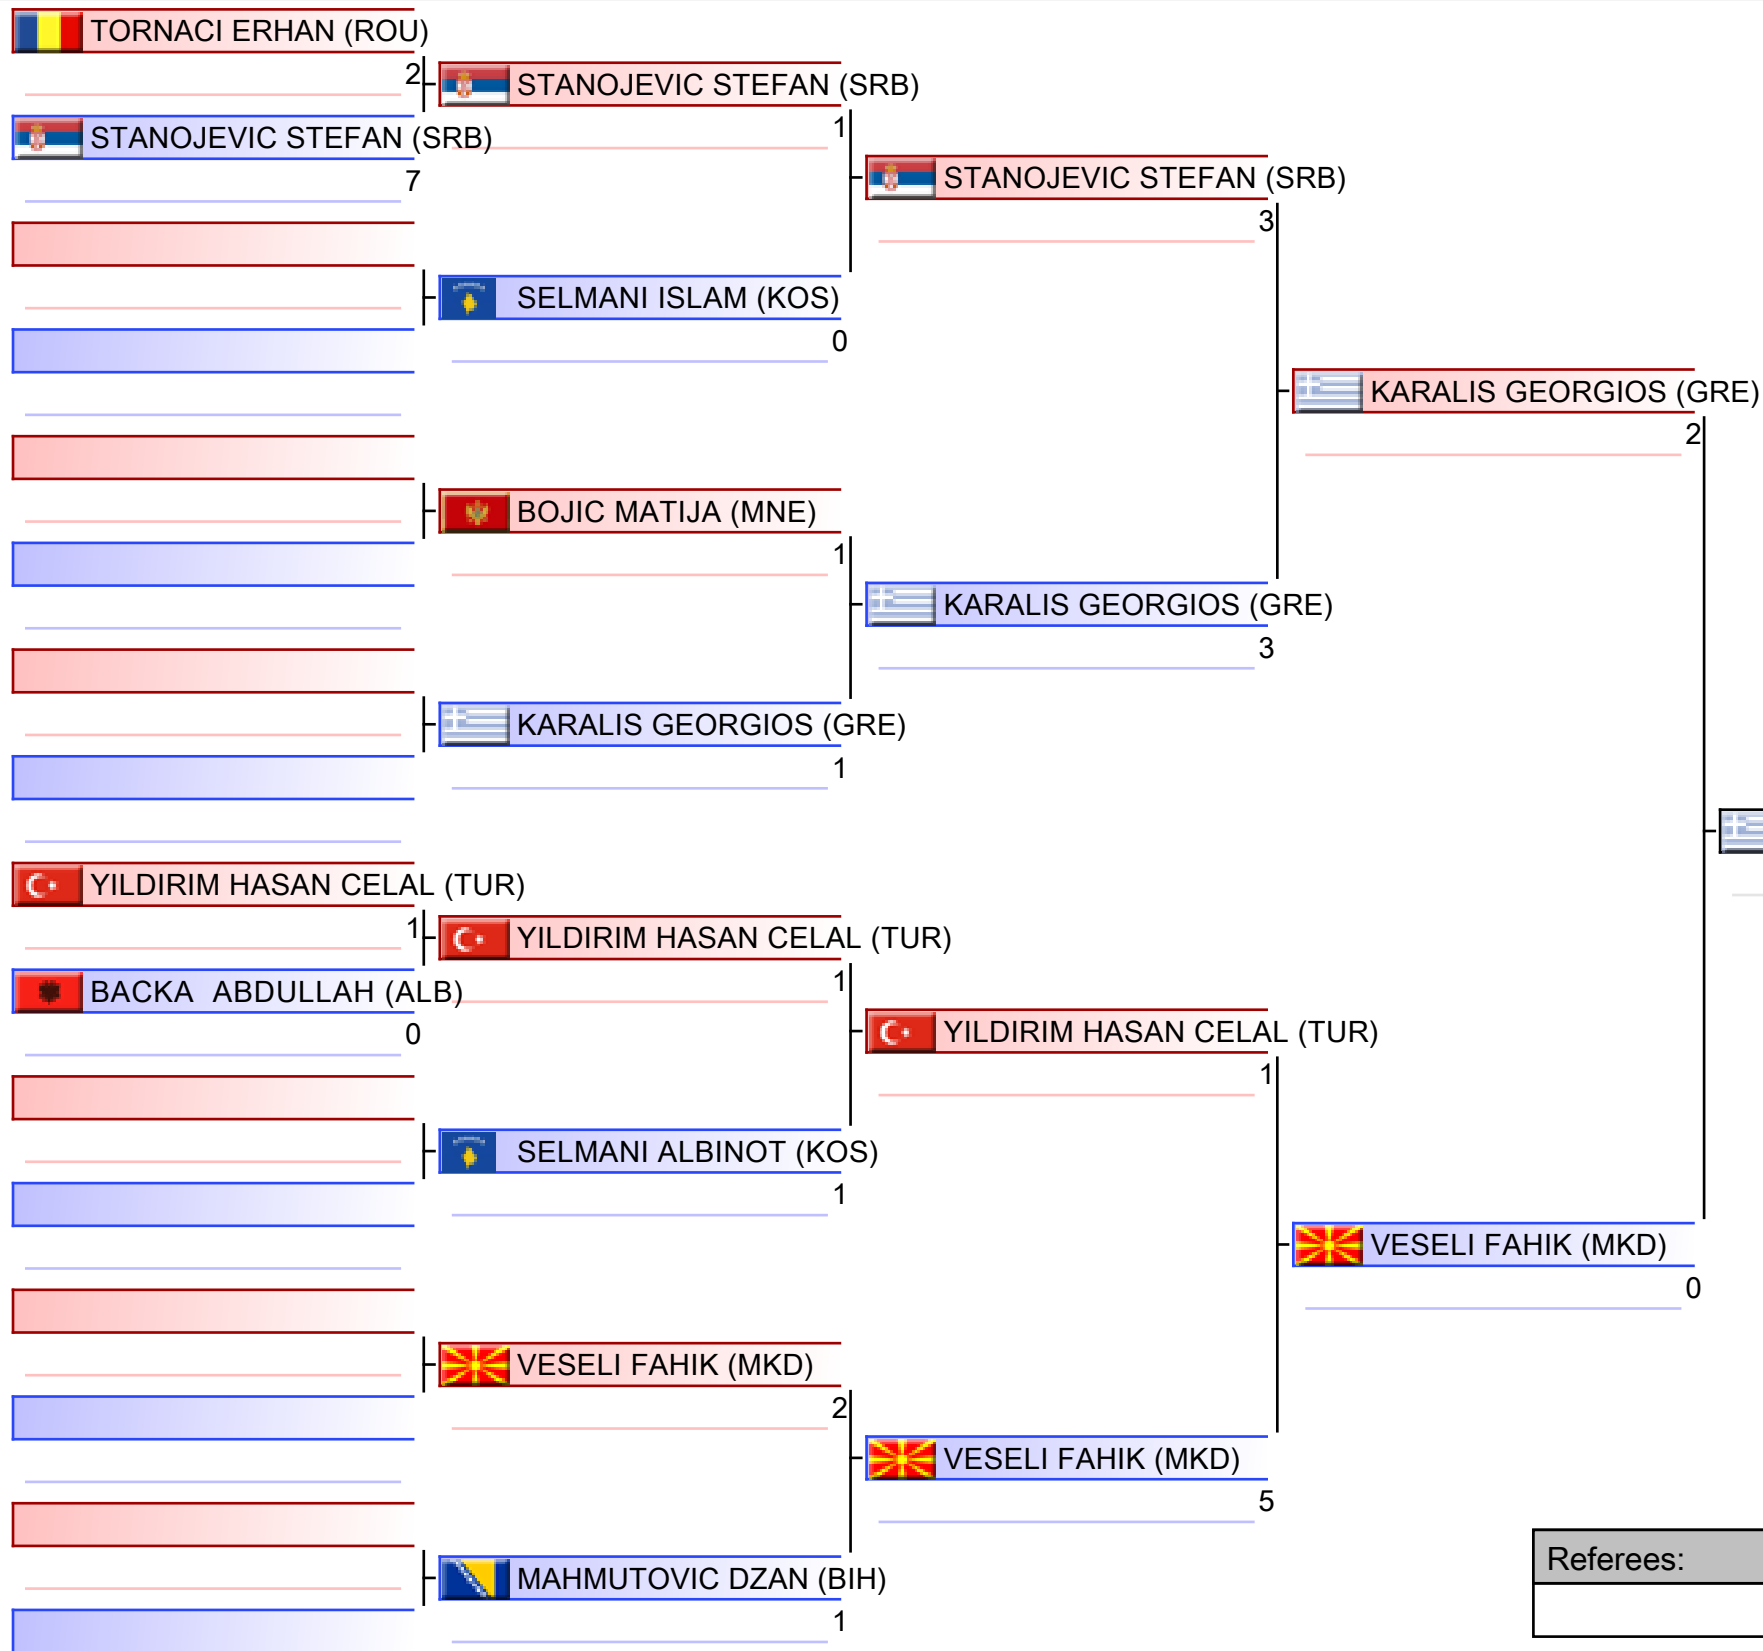 TORNACI ERHAN (ROU)
2
STANOJEVIC STEFAN (SRB)
7
YILDIRIM HASAN CELAL (TUR)
1
BACKA  ABDULLAH (ALB)
0
STANOJEVIC STEFAN (SRB)
1
SELMANI ISLAM (KOS)
0
BOJIC MATIJA (MNE)
1
KARALIS GEORGIOS (GRE)
1
YILDIRIM HASAN CELAL (TUR)
1
SELMANI ALBINOT (KOS)
1
VESELI FAHIK (MKD)
2
MAHMUTOVIC DZAN (BIH)
1
STANOJEVIC STEFAN (SRB)
3
KARALIS GEORGIOS (GRE)
3
YILDIRIM HASAN CELAL (TUR)
1
VESELI FAHIK (MKD)
5
KARALIS GEORGIOS (GRE)
2
VESELI FAHIK (MKD)
0
Referees: